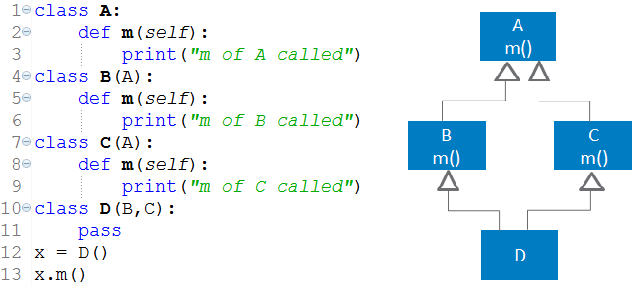 1 class A:
2     def m(self):
3         print("m of A called")
4 class B(A):
5     def m(self):
6         print("m of B called")
7 class C(A):
8     def m(self):
9         print("m of C called")
10 class D(B,C):
11     pass
12 x = D()
13 x.m()
A
m()
B
m()
C
m()
D